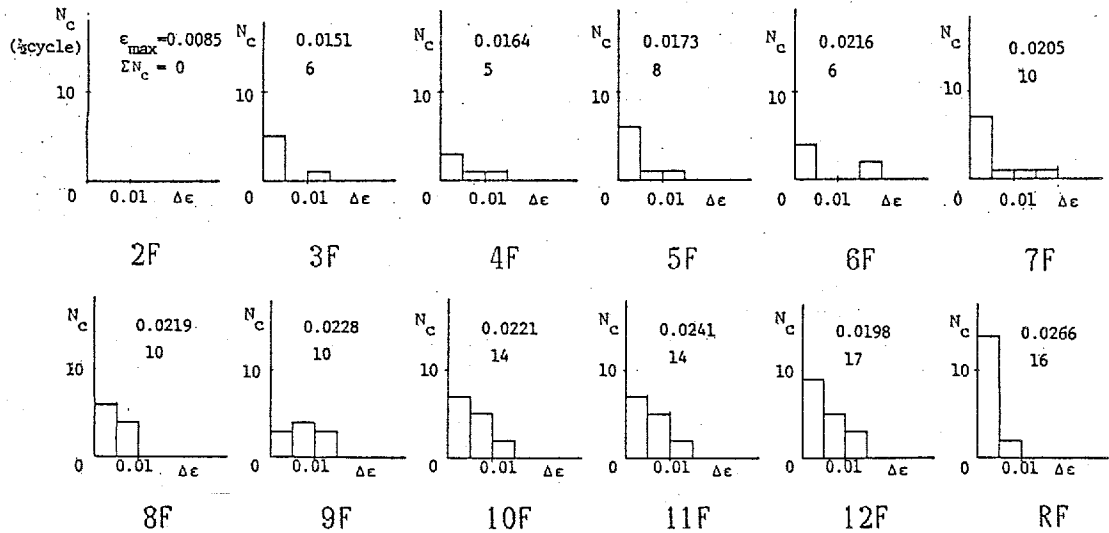 N_c
(½cycle)
ε_max=0.0085
ΣN_c = 0
10
0 0.01 Δε
2F
N_c
0.0151
6
10
0 0.01 Δε
3F
N_c
0.0164
5
10
0 0.01 Δε
4F
N_c
0.0173
8
10
0 0.01 Δε
5F
N_c
0.0216
6
10
0 0.01 Δε
6F
N_c
0.0205
10
10
0 0.01 Δε
7F
N_c
0.0219
10
10
0 0.01 Δε
8F
N_c
0.0228
10
10
0 0.01 Δε
9F
N_c
0.0221
14
10
0 0.01 Δε
10F
N_c
0.0241
14
10
0 0.01 Δε
11F
N_c
0.0198
17
10
0 0.01 Δε
12F
N_c
0.0266
16
10
0 0.01 Δε
RF